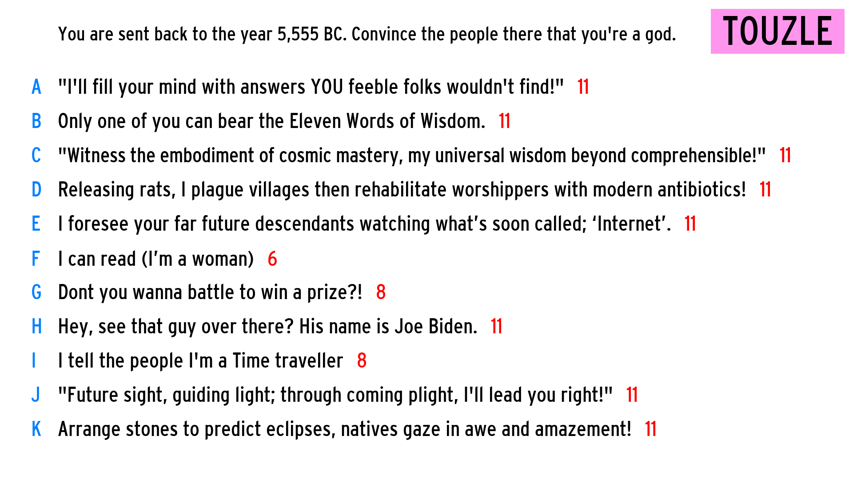 You are sent back to the year 5,555 BC. Convince the people there that you're a god.
TOUZLE
A "I'll fill your mind with answers YOU feeble folks wouldn't find!" 11
B Only one of you can bear the Eleven Words of Wisdom. 11
C "Witness the embodiment of cosmic mastery, my universal wisdom beyond comprehensible!" 11
D Releasing rats, I plague villages then rehabilitate worshippers with modern antibiotics! 11
E I foresee your far future descendants watching what’s soon called; ‘Internet’. 11
F I can read (I’m a woman) 6
G Dont you wanna battle to win a prize?! 8
H Hey, see that guy over there? His name is Joe Biden. 11
I I tell the people I'm a Time traveller 8
J "Future sight, guiding light; through coming plight, I'll lead you right!" 11
K Arrange stones to predict eclipses, natives gaze in awe and amazement! 11